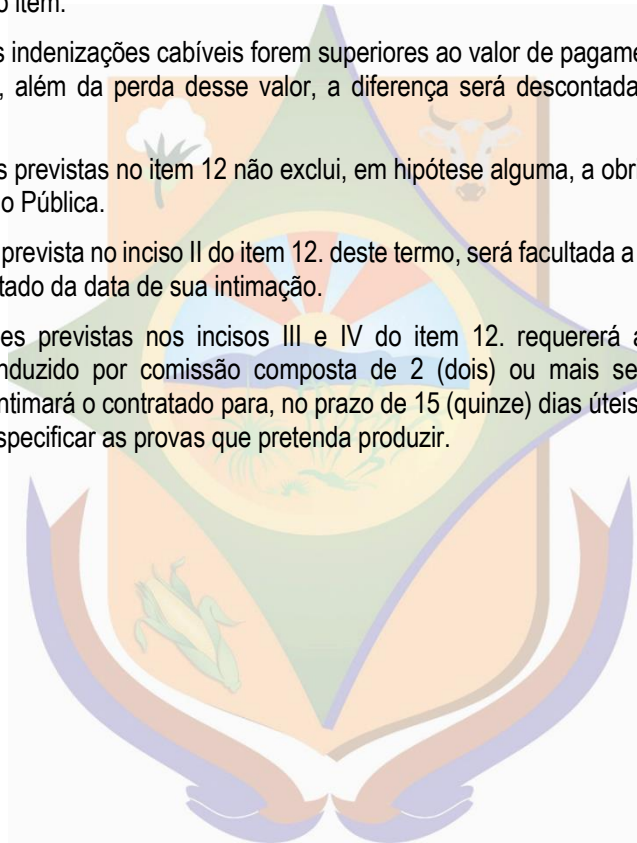 o item.
s indenizações cabíveis forem superiores ao valor de pagame
, além da perda desse valor, a diferença será descontada
s previstas no item 12 não exclui, em hipótese alguma, a obri
o Pública.
prevista no inciso II do item 12. deste termo, será facultada a
tado da data de sua intimação.
es previstas nos incisos III e IV do item 12. requererá a
nduzido por comissão composta de 2 (dois) ou mais se
ntimará o contratado para, no prazo de 15 (quinze) dias úteis
specificar as provas que pretenda produzir.